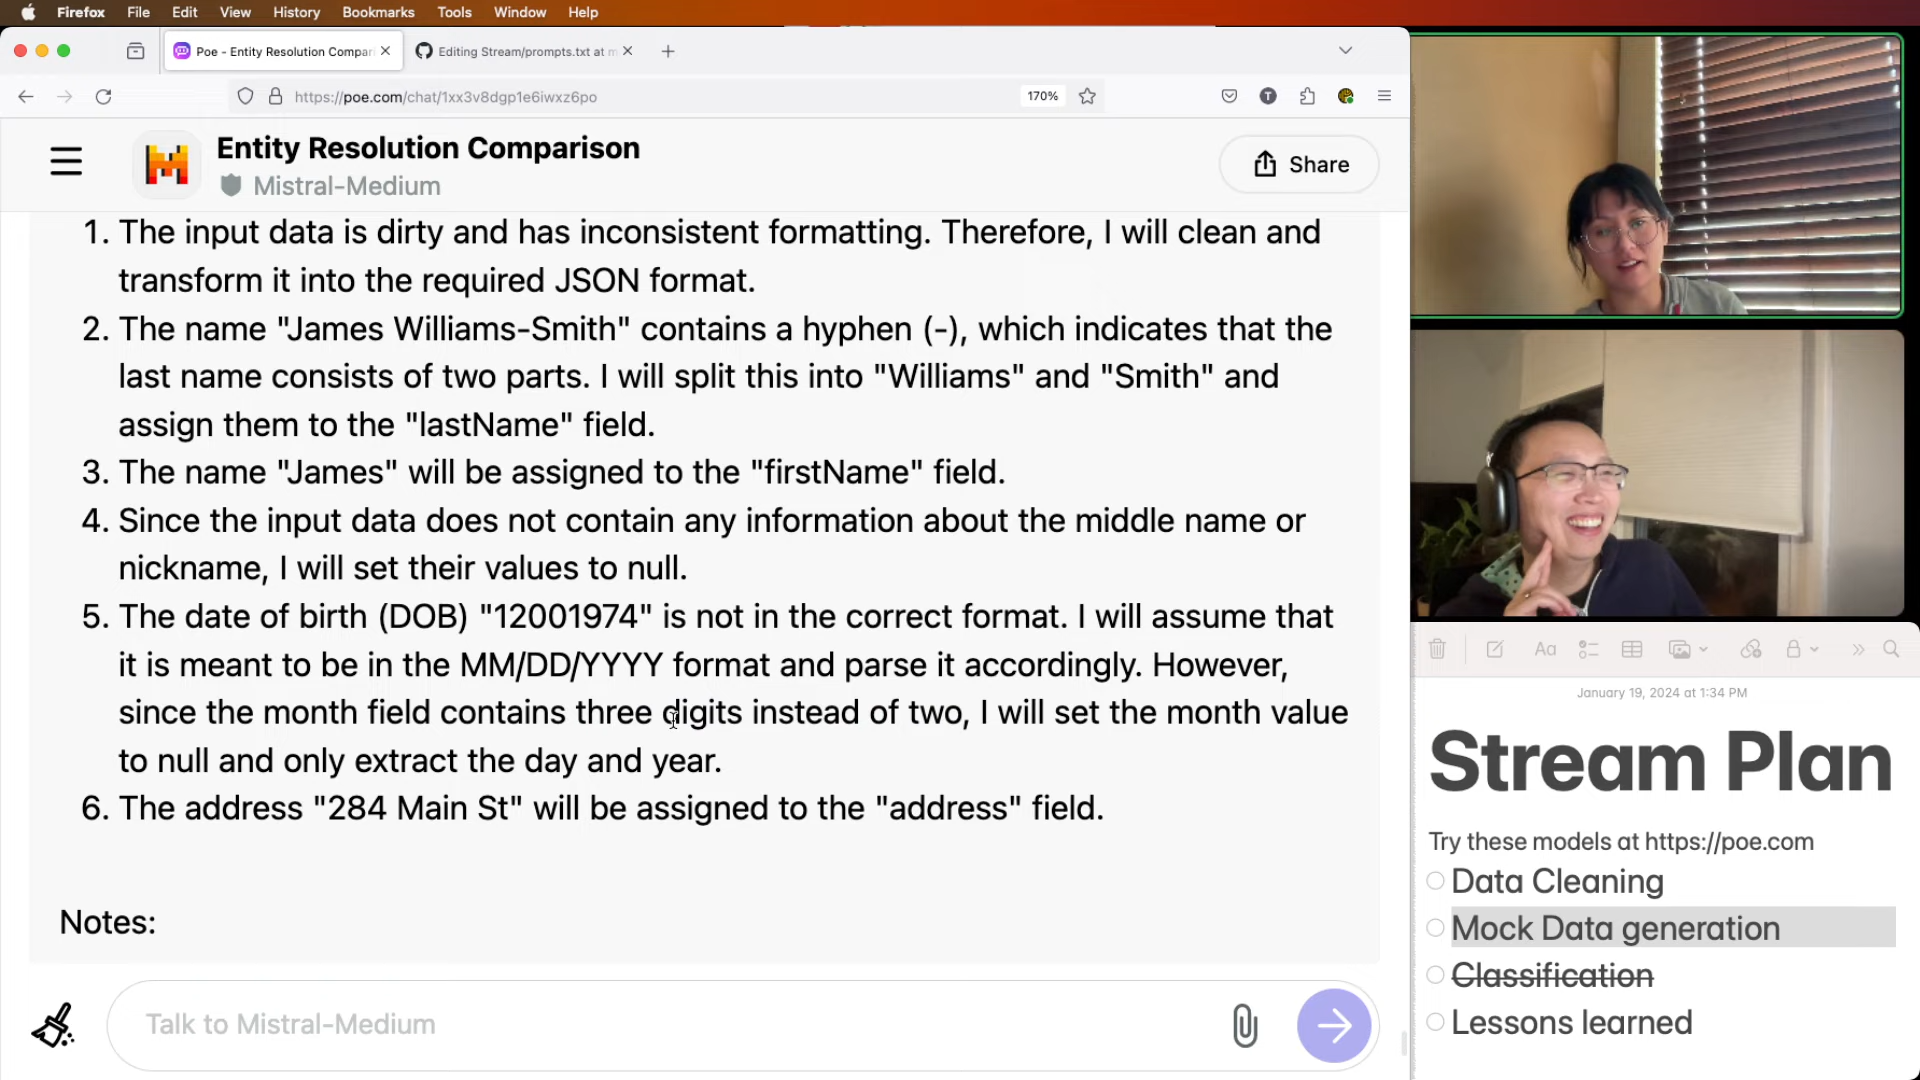 Firefox File Edit View History Bookmarks Tools Window Help
Poe - Entity Resolution Compar
Editing Stream/prompts.txt at m
https://poe.com/chat/1xx3v8dgp1e6iwxz6po
170%
T
Entity Resolution Comparison
Mistral-Medium
Share
1. The input data is dirty and has inconsistent formatting. Therefore, I will clean and
transform it into the required JSON format.
2. The name "James Williams-Smith" contains a hyphen (-), which indicates that the
last name consists of two parts. I will split this into "Williams" and "Smith" and
assign them to the "lastName" field.
3. The name "James" will be assigned to the "firstName" field.
4. Since the input data does not contain any information about the middle name or
nickname, I will set their values to null.
5. The date of birth (DOB) "12001974" is not in the correct format. I will assume that
it is meant to be in the MM/DD/YYYY format and parse it accordingly. However,
since the month field contains three digits instead of two, I will set the month value
to null and only extract the day and year.
6. The address "284 Main St" will be assigned to the "address" field.
Notes:
Talk to Mistral-Medium
Aa
January 19, 2024 at 1:34 PM
Stream Plan
Try these models at https://poe.com
Data Cleaning
Mock Data generation
Classification
Lessons learned